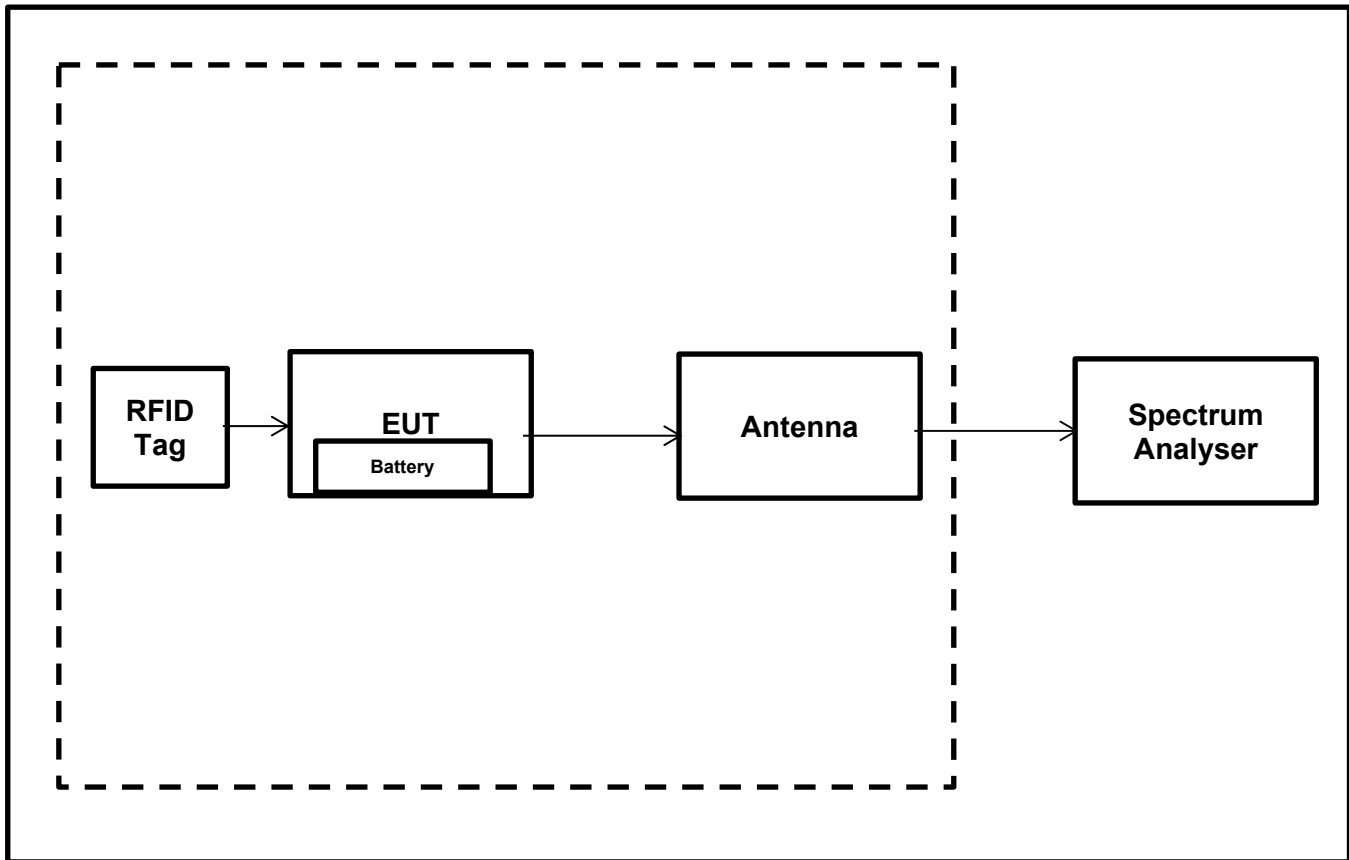 RFID
Tag
EUT
Battery
Antenna
Spectrum
Analyser